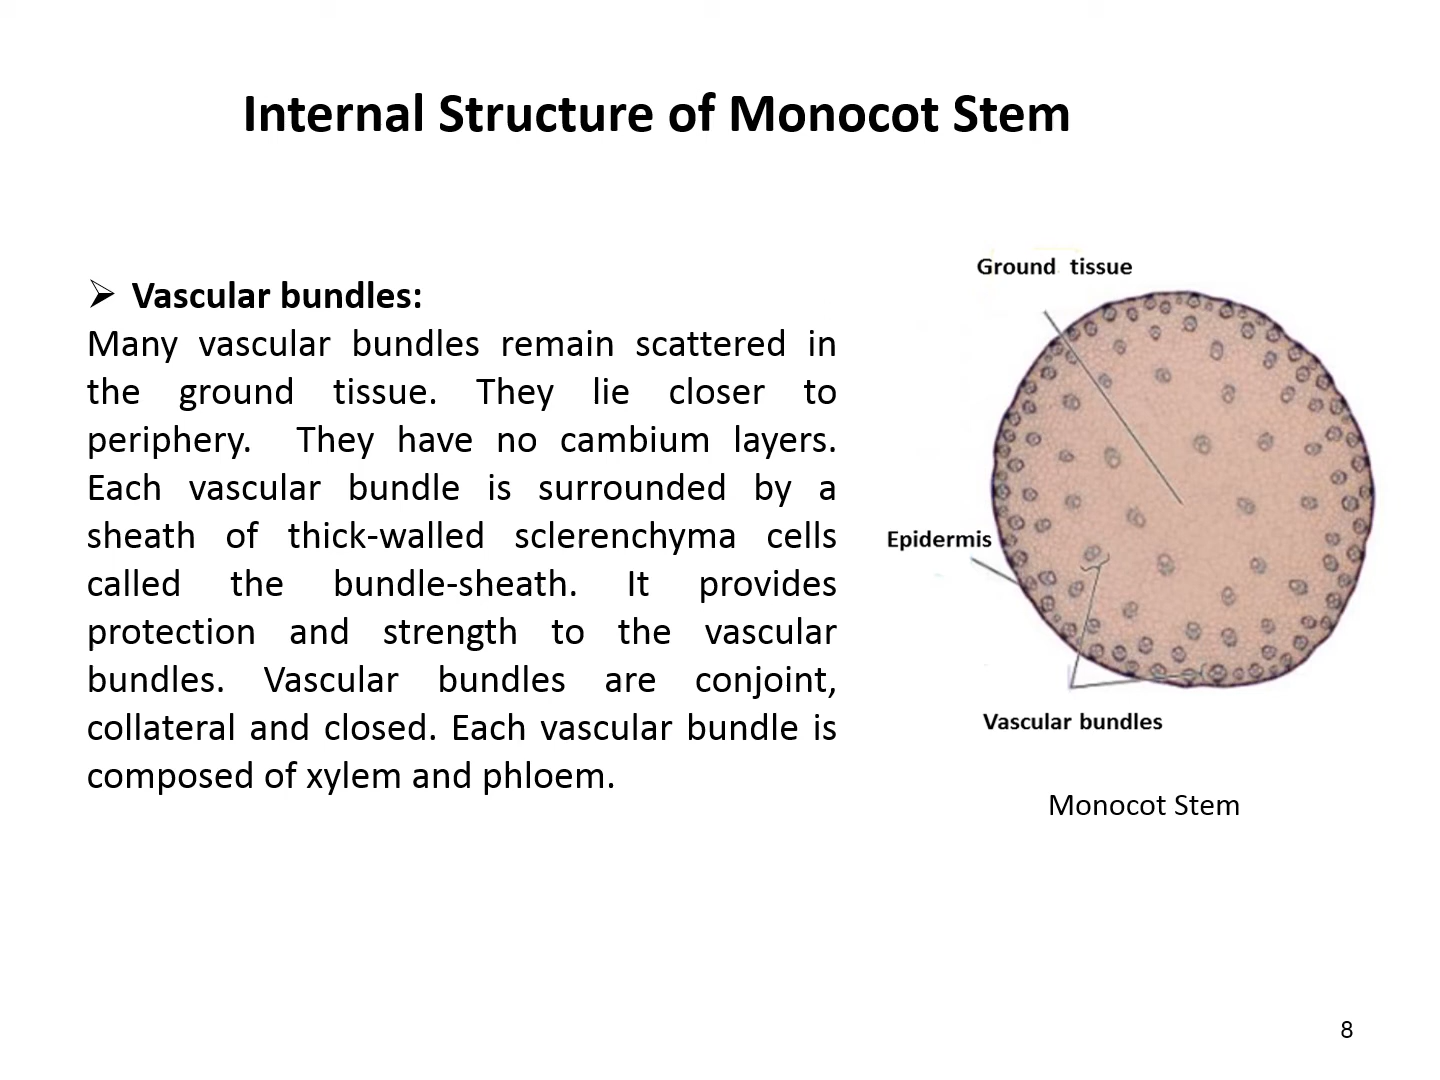 Internal Structure of Monocot Stem
➢ Vascular bundles:
Many vascular bundles remain scattered in
the ground tissue. They lie closer to
periphery. They have no cambium layers.
Each vascular bundle is surrounded by a
sheath of thick-walled sclerenchyma cells
called the bundle-sheath. It provides
protection and strength to the vascular
bundles. Vascular bundles are conjoint,
collateral and closed. Each vascular bundle is
composed of xylem and phloem.
Ground tissue
Epidermis
Vascular bundles
Monocot Stem
8